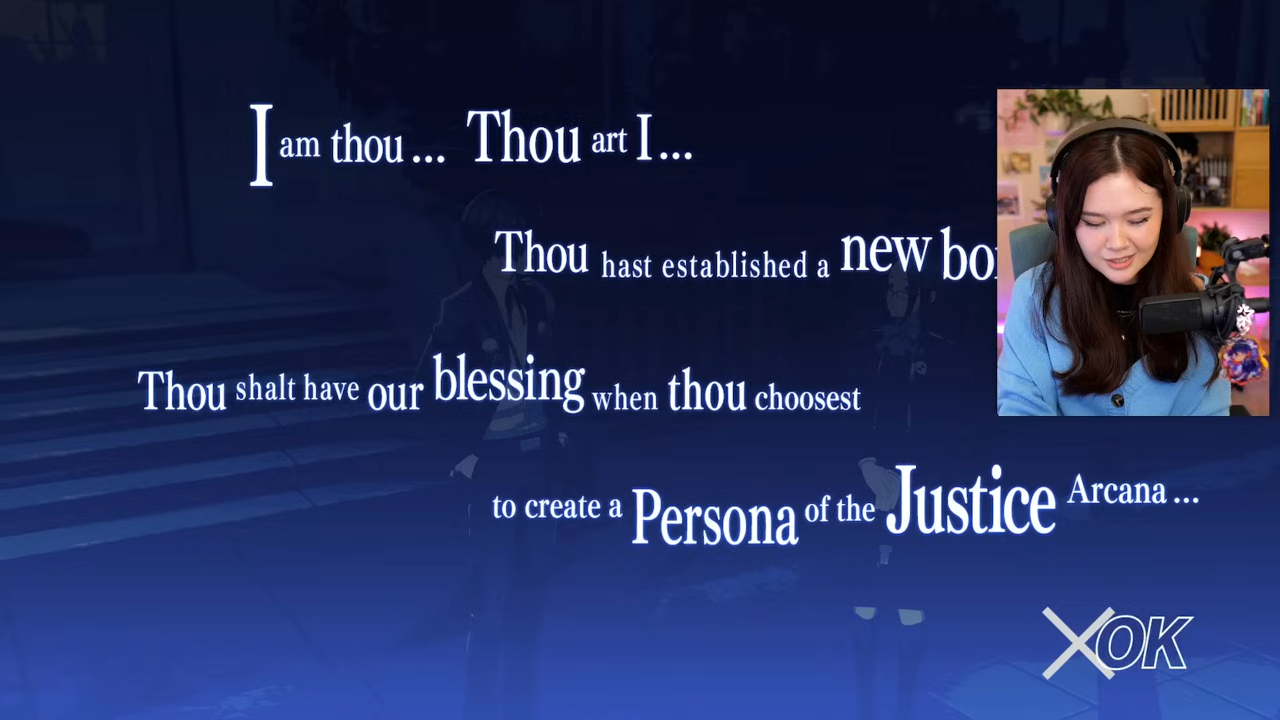 I am thou... Thou art I...
Thou hast established a new
Thou shalt have our blessing when thou choosest
to create a Persona of the Justice Arcana...
OK